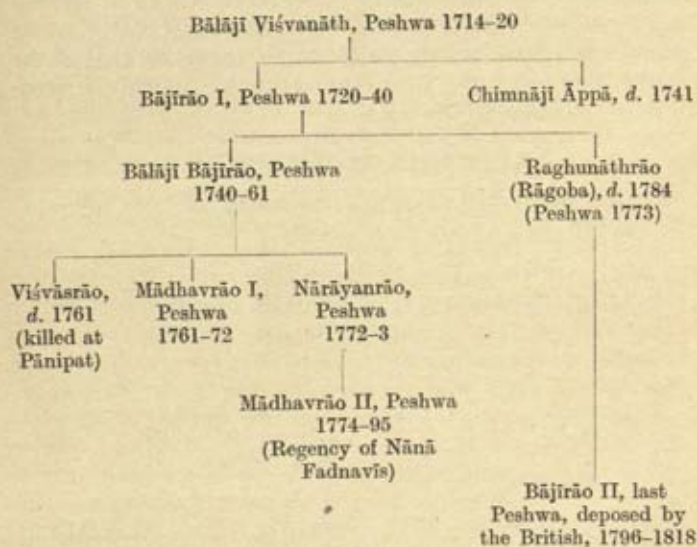 Bālājī Viśvanāth, Peshwa 1714–20
Bājīrāo I, Peshwa 1720–40
Chimnājī Āppā, d. 1741
Bālājī Bājīrāo, Peshwa
1740–61
Raghunāthrāo
(Rāgoba), d. 1784
(Peshwa 1773)
Viśvāsrāo,
d. 1761
(killed at
Pānipat)
Mādhavrāo I,
Peshwa
1761–72
Nārāyanrāo,
Peshwa
1772–3
Mādhavrāo II, Peshwa
1774–95
(Regency of Nānā
Fadnavīs)
Bājīrāo II, last
Peshwa, deposed by
the British, 1796–1818